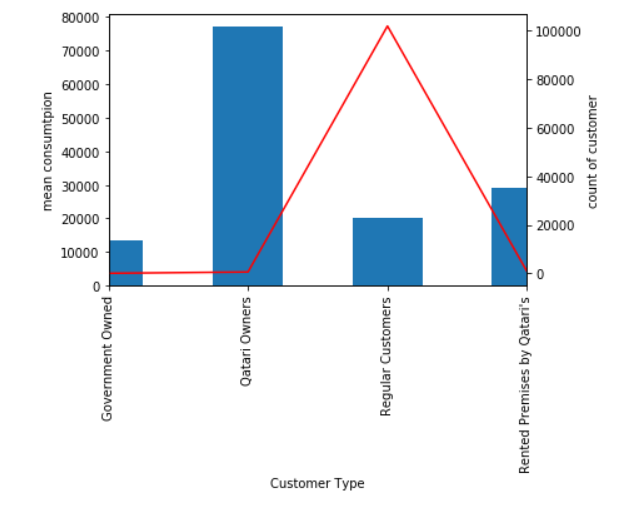 80000
70000
60000
50000
40000
30000
20000
10000
0
mean consumtpion
100000
80000
60000
40000
20000
0
count of customer
Government Owned
Qatari Owners
Regular Customers
Rented Premises by Qatari's
Customer Type